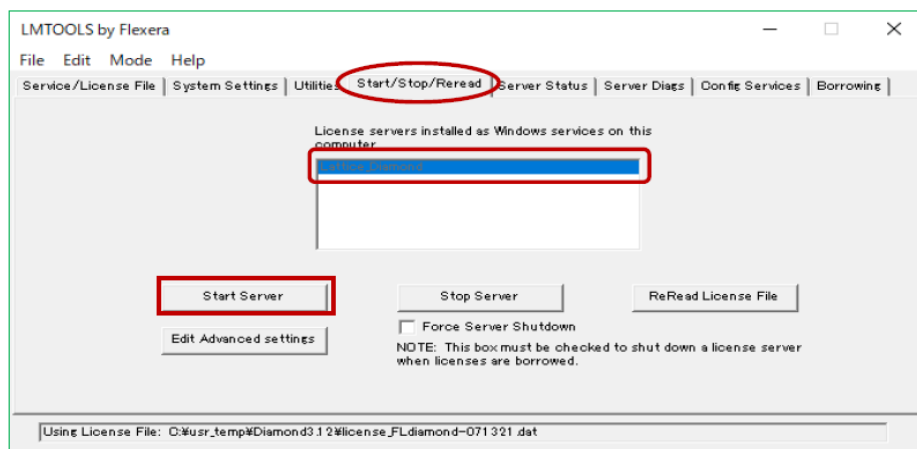 LMTOOLS by Flexera
File Edit Mode Help
Service/License File System Settings Utilities Start/Stop/Reread Server Status Server Diags Config Services Borrowing
License servers installed as Windows services on this
computer
Lattice_Diamond
Start Server Stop Server ReRead License File
Edit Advanced settings
Force Server Shutdown
NOTE: This box must be checked to shut down a license server
when licenses are borrowed.
Using License File: C:¥usr_temp¥Diamond3.12¥license_FLdiamond-071321.dat